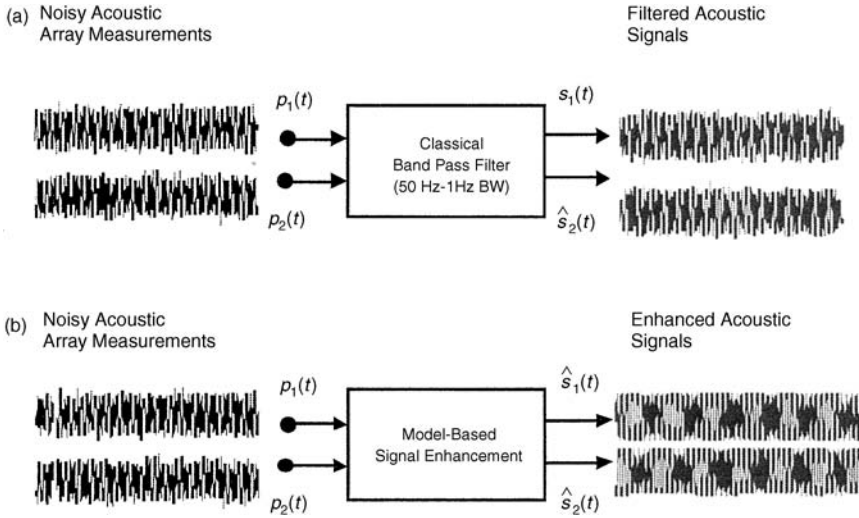 (a)
Noisy Acoustic
Array Measurements
Filtered Acoustic
Signals
p₁(t)
s₁(t)
Classical
Band Pass Filter
(50 Hz-1Hz BW)
p₂(t)
ŝ₂(t)
(b)
Noisy Acoustic
Array Measurements
Enhanced Acoustic
Signals
p₁(t)
ŝ₁(t)
Model-Based
Signal Enhancement
p₂(t)
ŝ₂(t)